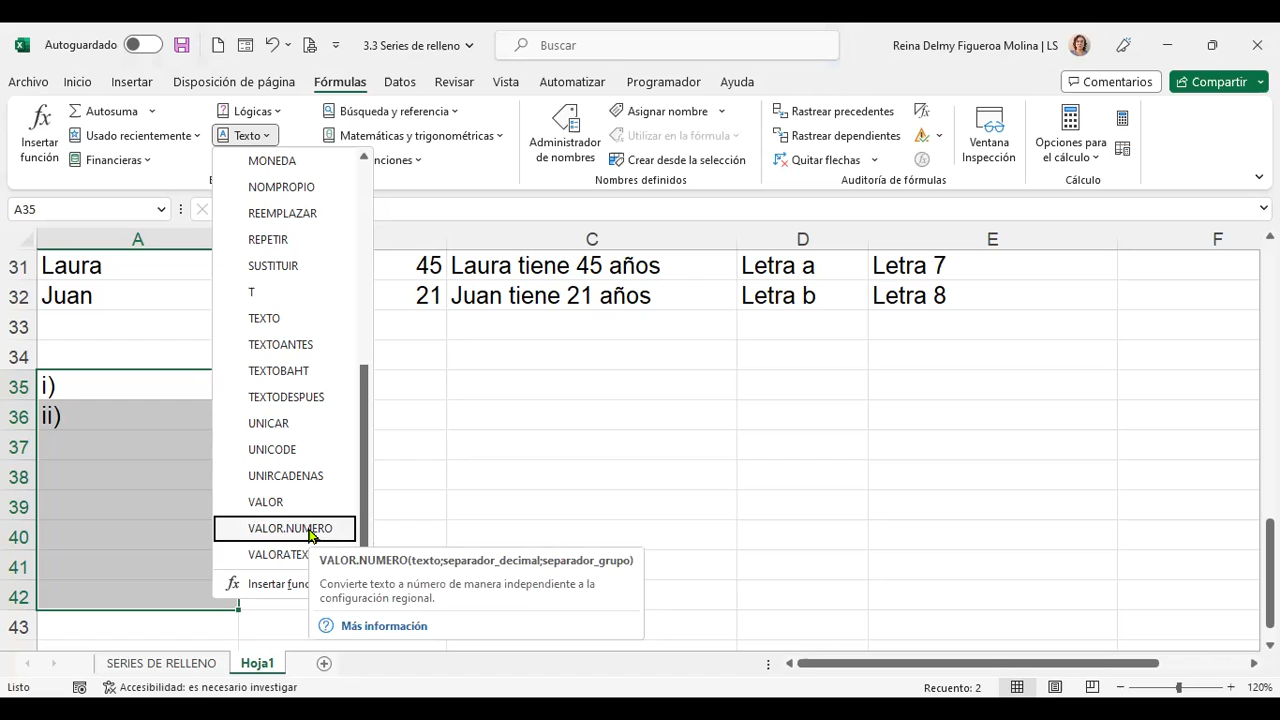 Autoguardado
3.3 Series de relleno
Buscar
Reina Delmy Figueroa Molina | LS
Archivo Inicio Insertar Disposición de página Fórmulas Datos Revisar Vista Automatizar Programador Ayuda
Comentarios Compartir
fx Insertar función
Autosuma
Usado recientemente
Financieras
Lógicas
Texto
Búsqueda y referencia
Matemáticas y trigonométricas
nciones
Administrador de nombres
Asignar nombre
Utilizar en la fórmula
Crear desde la selección
Nombres definidos
Rastrear precedentes
Rastrear dependientes
Quitar flechas
Auditoría de fórmulas
Ventana Inspección
Opciones para el cálculo
Cálculo
A35
MONEDA
NOMPROPIO
REEMPLAZAR
REPETIR
SUSTITUIR
T
TEXTO
TEXTOANTES
TEXTOBAHT
TEXTODESPUES
UNICAR
UNICODE
UNIRCADENAS
VALOR
VALOR.NUMERO
VALORATEX
fx Insertar func
VALOR.NUMERO(texto;separador_decimal;separador_grupo)
Convierte texto a número de manera independiente a la
configuración regional.
Más información
A C D E F
31 Laura 45 Laura tiene 45 años Letra a Letra 7
32 Juan 21 Juan tiene 21 años Letra b Letra 8
33
34
35 i)
36 ii)
37
38
39
40
41
42
43
SERIES DE RELLENO Hoja1
Listo Accesibilidad: es necesario investigar Recuento: 2 120%